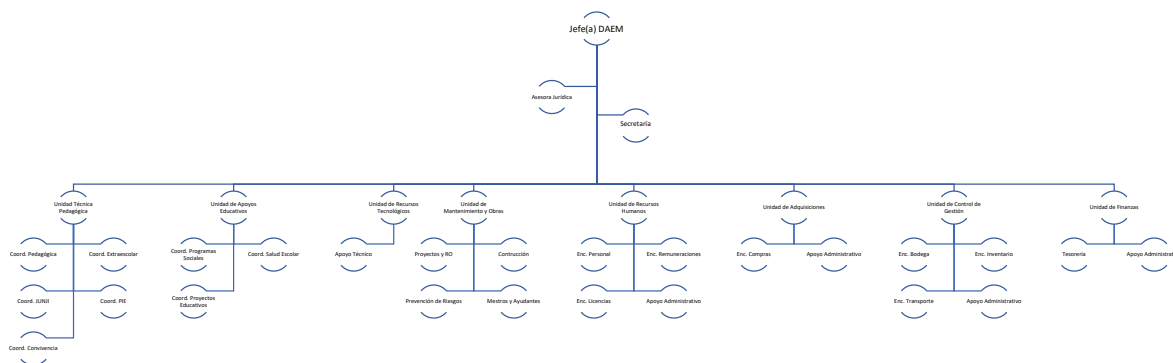 Jefe(a) DAEM
Asesora Jurídica
Secretaría
Unidad Técnica
Pedagógica
Unidad de Apoyos
Educativos
Unidad de Recursos
Tecnológicos
Unidad de
Mantenimiento y Obras
Unidad de Recursos
Humanos
Unidad de Adquisiciones
Unidad de Control de
Gestión
Unidad de Finanzas
Coord. Pedagógica
Coord. Extraescolar
Coord. Programas
Sociales
Coord. Salud Escolar
Apoyo Técnico
Proyectos y RO
Contrucción
Enc. Personal
Enc. Remuneraciones
Enc. Compras
Apoyo Administrativo
Enc. Bodega
Enc. Inventario
Tesorería
Apoyo Administrat
Coord. JUNJI
Coord. PIE
Coord. Proyectos
Educativos
Prevención de Riesgos
Mestros y Ayudantes
Enc. Licencias
Apoyo Administrativo
Enc. Transporte
Apoyo Administrativo
Coord. Convivencia